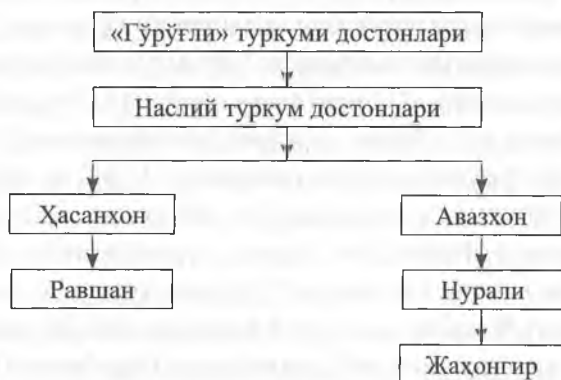 «Гўрўғли» туркуми достонлари
Наслий туркум достонлари
Ҳасанхон
Авазхон
Равшан
Нурали
Жаҳонгир